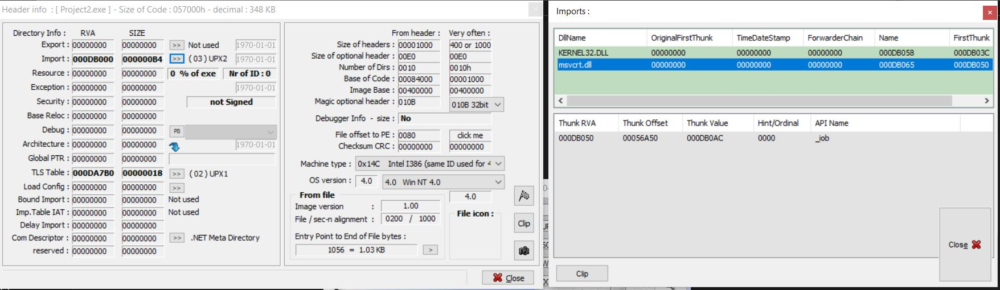 Header info : [ Project2.exe ] - Size of Code : 057000h - decimal : 348 KB
Directory Info : RVA SIZE
Export : 00000000 00000000 >> Not used 1970-01-01
Import : 000DB000 000000B4 >> ( 03 ) UPX2 1970-01-01
Resource : 00000000 00000000 0 % of exe Nr of ID : 0
Exception : 00000000 00000000 1970-01-01
Security : 00000000 00000000 not Signed
Base Reloc : 00000000 00000000
Debug : 00000000 00000000 PB
Architecture : 00000000 00000000 1970-01-01
Global PTR : 00000000 00000000
TLS Table : 000DA7B0 00000018 >> ( 02 ) UPX1
Load Config : 00000000 00000000 >>
Bound Import : 00000000 00000000 Not used
Imp.Table IAT : 00000000 00000000 Not used
Delay Import : 00000000 00000000
Com Descriptor : 00000000 00000000 >> .NET Meta Directory
reserved : 00000000 00000000
From header : Very often :
Size of headers : 00001000 400 or 1000
Size of optional header : 00E0 00E0
Number of Dirs : 0010 0010h
Base of Code : 00084000 00001000
Image Base : 00400000 00400000
Magic optional header : 010B 010B 32bit
Debugger Info - size : No
File offset to PE : 0080 click me
Checksum CRC : 00000000 00000000
Machine type : 0x14C Intel I386 (same ID used for 4
OS version : 4.0 4.0 Win NT 4.0
From file 4.0
Image version : 1.00
File / sec-n alignment : 0200 / 1000
File icon :
Entry Point to End of File bytes :
1056 = 1.03 KB >
Clip
Close
Imports :
DllName OriginalFirstThunk TimeDateStamp ForwarderChain Name FirstThunk
KERNEL32.DLL 00000000 00000000 00000000 000DB058 000DB03C
msvcrt.dll 00000000 00000000 00000000 000DB065 000DB050
Thunk RVA Thunk Offset Thunk Value Hint/Ordinal API Name
000DB050 00056A50 000DB0AC 0000 _iob
Close
Clip